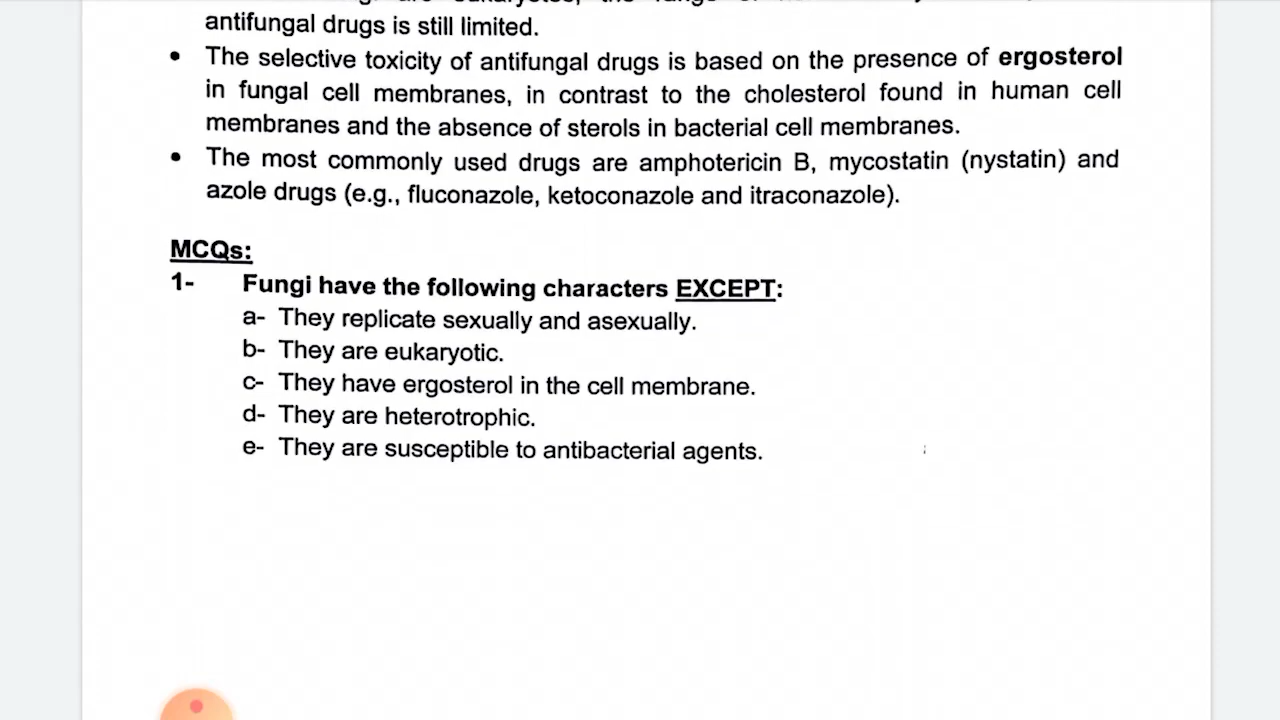 antifungal drugs is still limited.
• The selective toxicity of antifungal drugs is based on the presence of ergosterol
in fungal cell membranes, in contrast to the cholesterol found in human cell
membranes and the absence of sterols in bacterial cell membranes.
• The most commonly used drugs are amphotericin B, mycostatin (nystatin) and
azole drugs (e.g., fluconazole, ketoconazole and itraconazole).
MCQs:
1- Fungi have the following characters EXCEPT:
a- They replicate sexually and asexually.
b- They are eukaryotic.
c- They have ergosterol in the cell membrane.
d- They are heterotrophic.
e- They are susceptible to antibacterial agents.